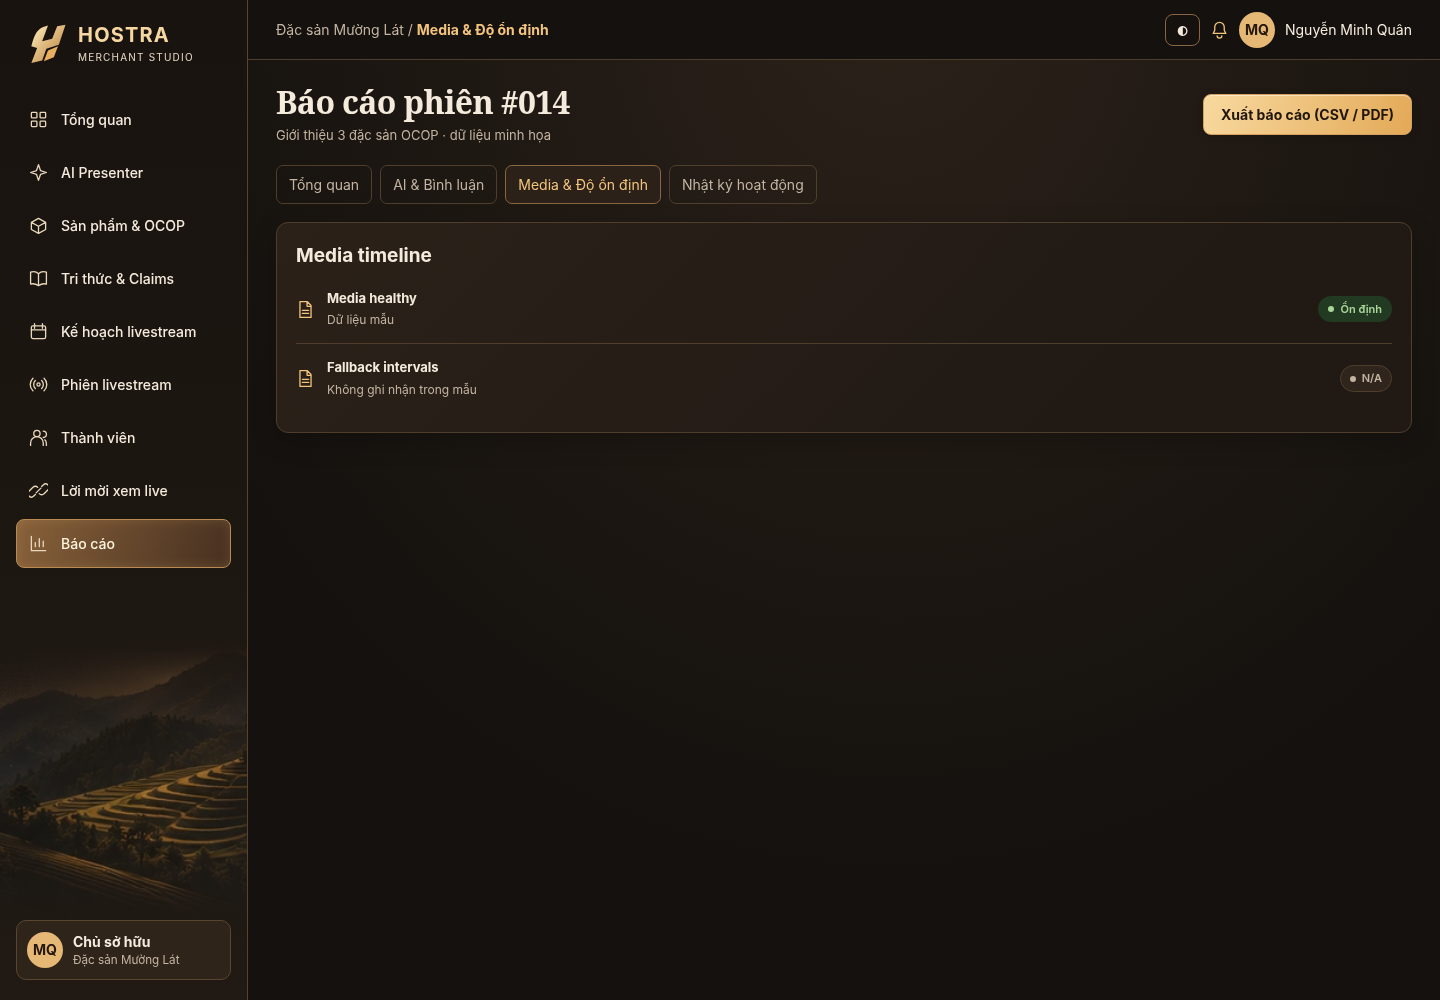 HOSTRA
MERCHANT STUDIO
Tổng quan
AI Presenter
Sản phẩm & OCOP
Tri thức & Claims
Kế hoạch livestream
Phiên livestream
Thành viên
Lời mời xem live
Báo cáo
MQ
Chủ sở hữu
Đặc sản Mường Lát
Đặc sản Mường Lát / Media & Độ ổn định
MQ
Nguyễn Minh Quân
Báo cáo phiên #014
Giới thiệu 3 đặc sản OCOP · dữ liệu minh họa
Xuất báo cáo (CSV / PDF)
Tổng quan
AI & Bình luận
Media & Độ ổn định
Nhật ký hoạt động
Media timeline
Media healthy
Dữ liệu mẫu
Ổn định
Fallback intervals
Không ghi nhận trong mẫu
N/A